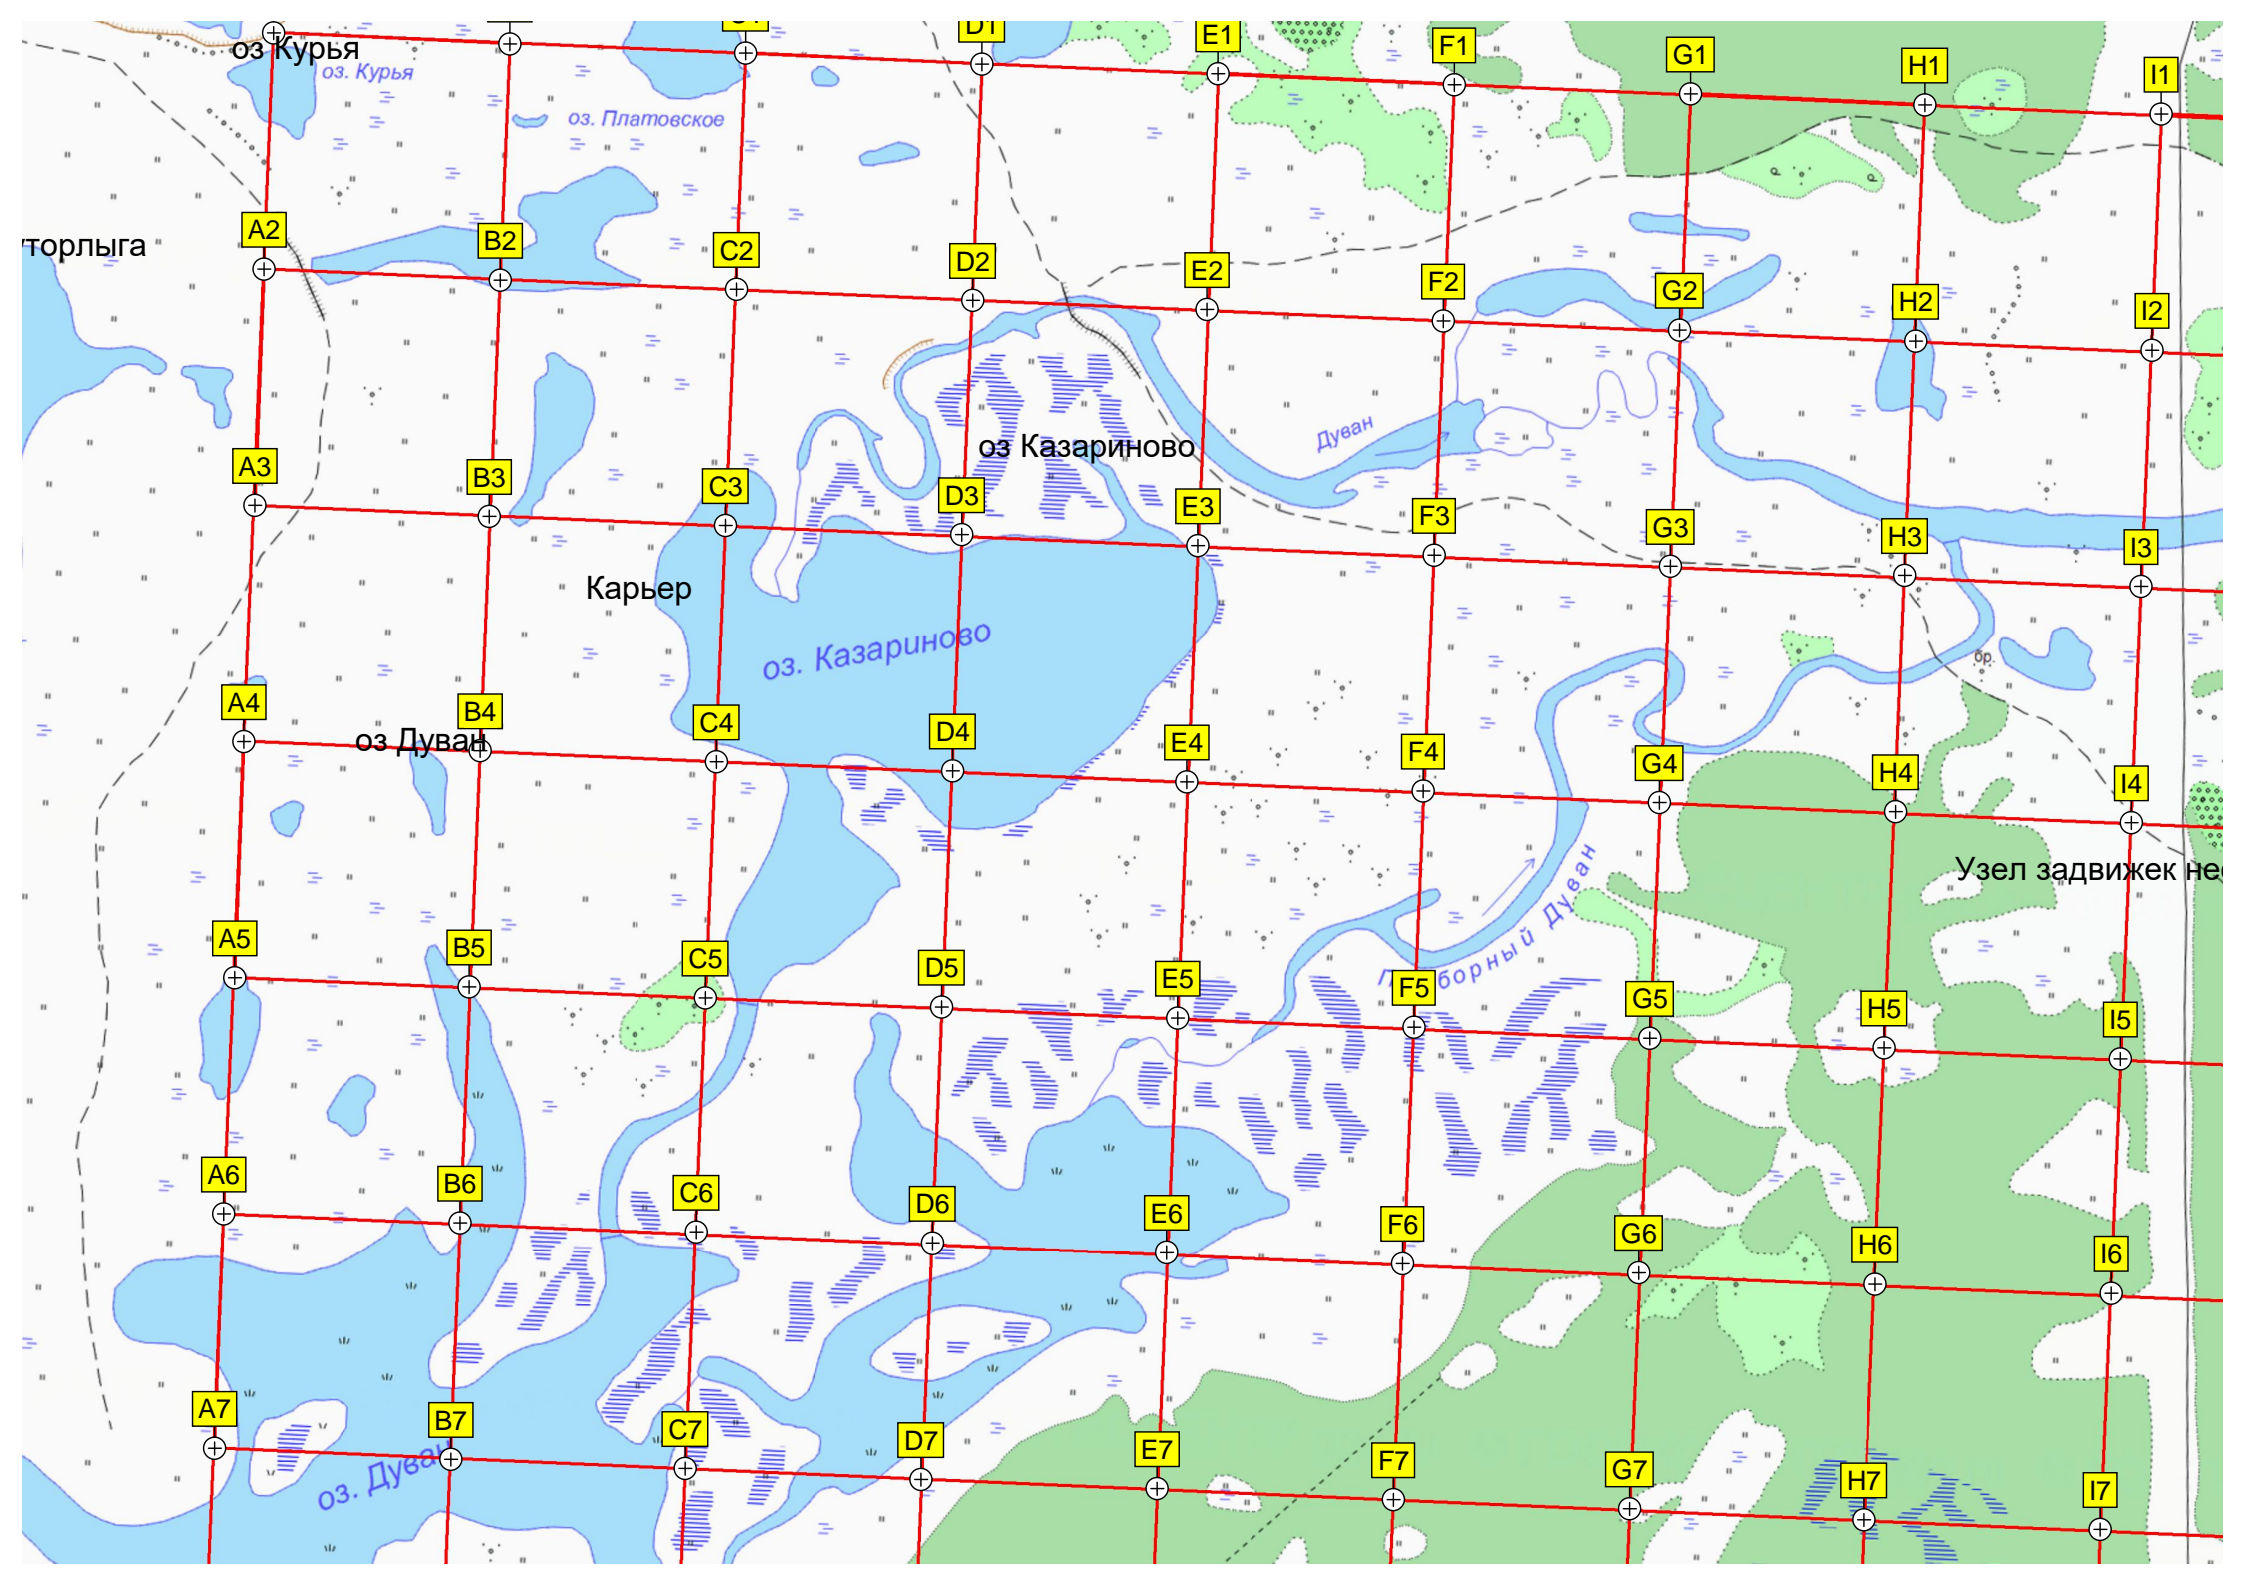 D1
E1
F1
G1
H1
I1
оз Курья
оз. Курья
оз. Платовское
A2
B2
C2
D2
E2
F2
G2
H2
I2
торлыга
Дуван
оз Казариново
A3
B3
C3
D3
E3
F3
G3
H3
I3
Карьер
оз. Казариново
бр.
A4
B4
C4
D4
E4
F4
G4
H4
I4
оз Дуван
Узел задвижек
Дуван
A5
B5
C5
D5
E5
F5
G5
H5
I5
A6
B6
C6
D6
E6
F6
G6
H6
I6
A7
B7
C7
D7
E7
F7
G7
H7
I7
оз. Дуван